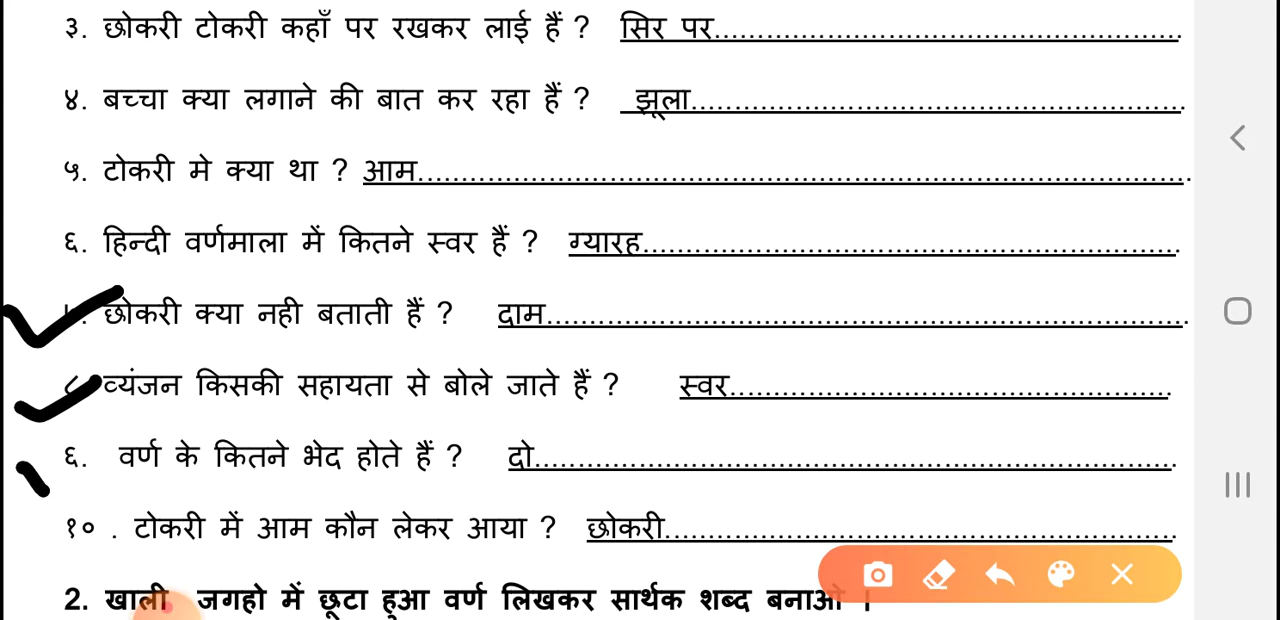 ३. छोकरी टोकरी कहाँ पर रखकर लाई हैं ? सिर पर......................................................
४. बच्चा क्या लगाने की बात कर रहा हैं ? झूला.........................................................
५. टोकरी मे क्या था ? आम.........................................................................................
६. हिन्दी वर्णमाला में कितने स्वर हैं ? ग्यारह..............................................................
छोकरी क्या नही बताती हैं ? दाम..........................................................................
व्यंजन किसकी सहायता से बोले जाते हैं ? स्वर...................................................
६. वर्ण के कितने भेद होते हैं ? दो..........................................................................
१० . टोकरी में आम कौन लेकर आया ? छोकरी...........................................................
2. खाली जगहो में छूटा हुआ वर्ण लिखकर सार्थक शब्द बनाओ ।